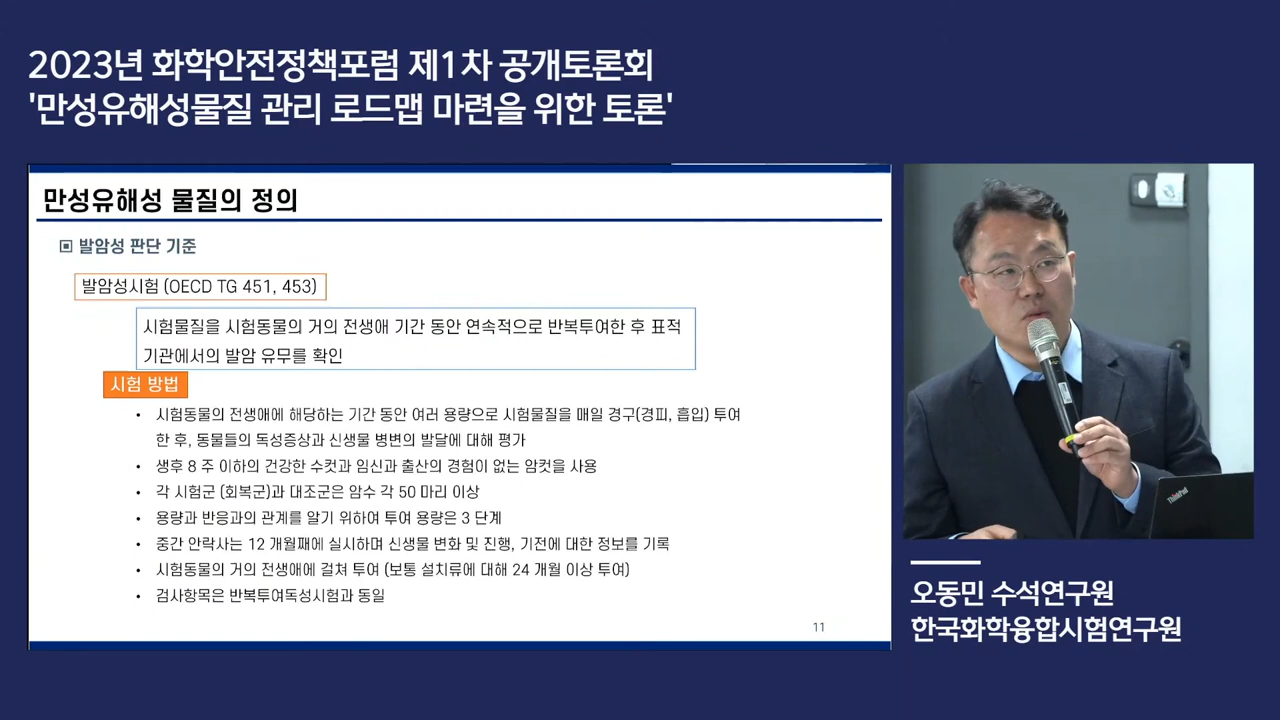 2023년 화학안전정책포럼 제1차 공개토론회
'만성유해성물질 관리 로드맵 마련을 위한 토론'
만성유해성 물질의 정의
▣ 발암성 판단 기준
발암성시험 (OECD TG 451, 453)
시험물질을 시험동물의 거의 전생애 기간 동안 연속적으로 반복투여한 후 표적
기관에서의 발암 유무를 확인
시험 방법
• 시험동물의 전생애에 해당하는 기간 동안 여러 용량으로 시험물질을 매일 경구(경피, 흡입) 투여
한 후, 동물들의 독성증상과 신생물 병변의 발달에 대해 평가
• 생후 8 주 이하의 건강한 수컷과 임신과 출산의 경험이 없는 암컷을 사용
• 각 시험군 (회복군)과 대조군은 암수 각 50 마리 이상
• 용량과 반응과의 관계를 알기 위하여 투여 용량은 3 단계
• 중간 안락사는 12 개월째에 실시하며 신생물 변화 및 진행, 기전에 대한 정보를 기록
• 시험동물의 거의 전생애에 걸쳐 투여 (보통 설치류에 대해 24 개월 이상 투여)
• 검사항목은 반복투여독성시험과 동일
11
ThinkPad
오동민 수석연구원
한국화학융합시험연구원